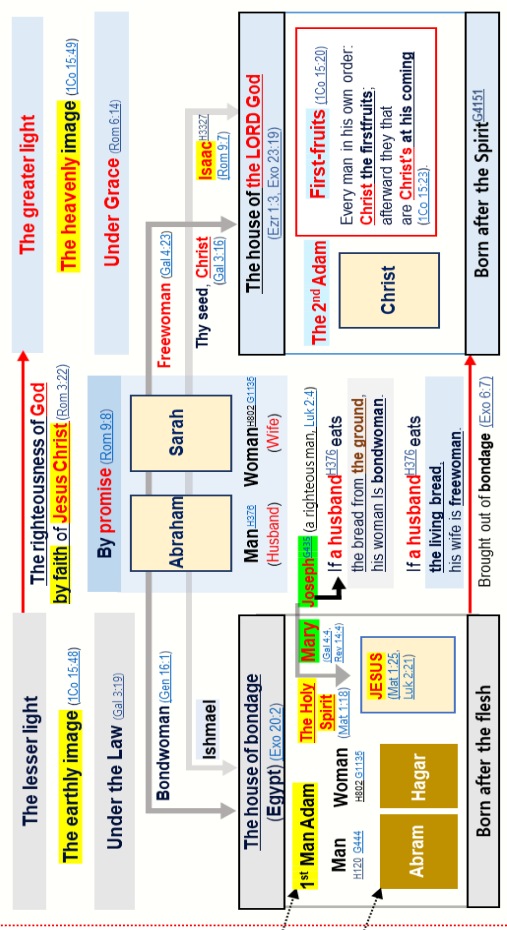 The lesser light
The righteousness of God
by faith of Jesus Christ (Rom 3:22)
The greater light
The earthly image (1Co 15:48)
The heavenly image (1Co 15:49)
Under the Law (Gal 3:19)
By promise (Rom 9:8)
Under Grace (Rom 6:14)
Bondwoman (Gen 16:1)
Abraham
Sarah
Freewoman (Gal 4:23)
Ishmael
Thy seed, Christ
(Gal 3:16)
Isaac H3327
(Rom 9:7)
The house of bondage
(Egypt) (Exo 20:2)
Man H376
(Husband)
Woman H802 G1135
(Wife)
The house of the LORD God
(Ezr 1:3, Exo 23:19)
1st Man Adam
Man
H120 G444
Woman
H802 G1135
The Holy
Spirit
(Mat 1:18)
Mary
(Gal 4:4,
Rev 14:4)
Joseph G435 (a righteous man, Luk 2:4)
JESUS
(Mat 1:25,
Luk 2:21)
Abram
Hagar
If a husband H376 eats
the bread from the ground,
his woman is bondwoman.
If a husband H376 eats
the living bread,
his wife is freewoman.
The 2nd Adam
Christ
First-fruits (1Co 15:20)
Every man in his own order:
Christ the firstfruits;
afterward they that
are Christ's at his coming
(1Co 15:23).
Born after the flesh
Brought out of bondage (Exo 6:7)
Born after the Spirit G4151